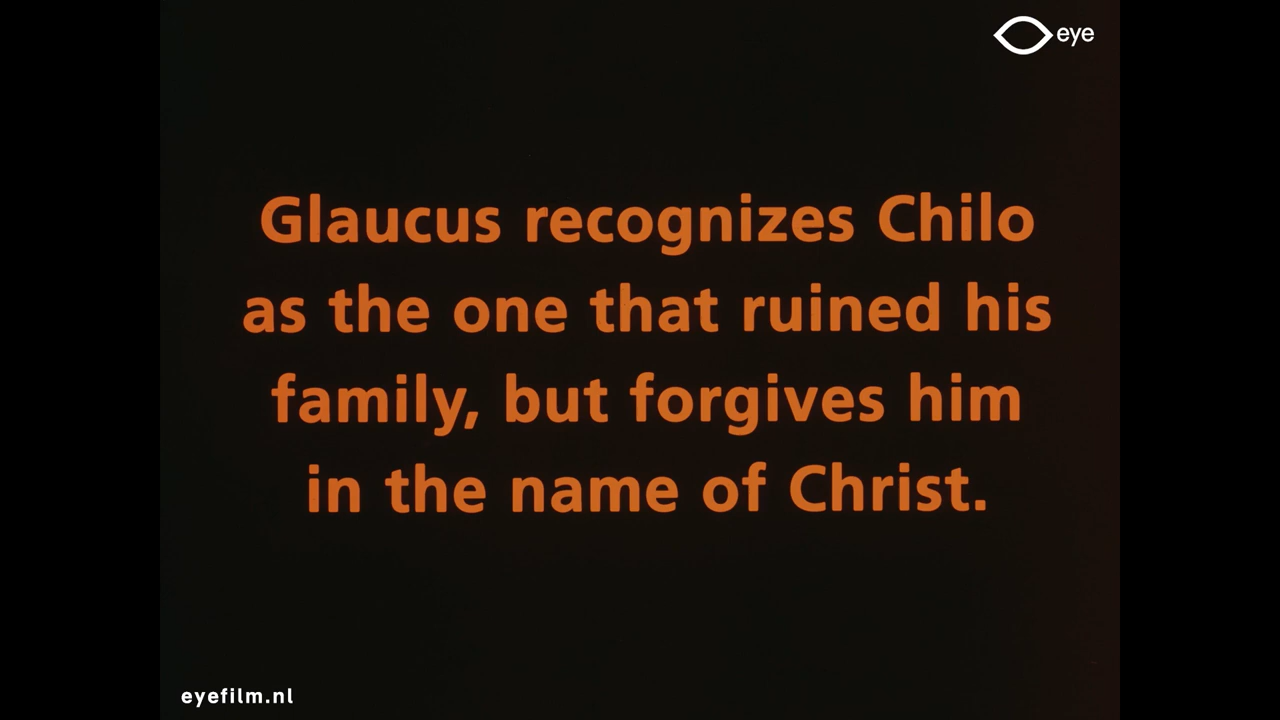 eye
Glaucus recognizes Chilo
as the one that ruined his
family, but forgives him
in the name of Christ.
eyefilm.nl